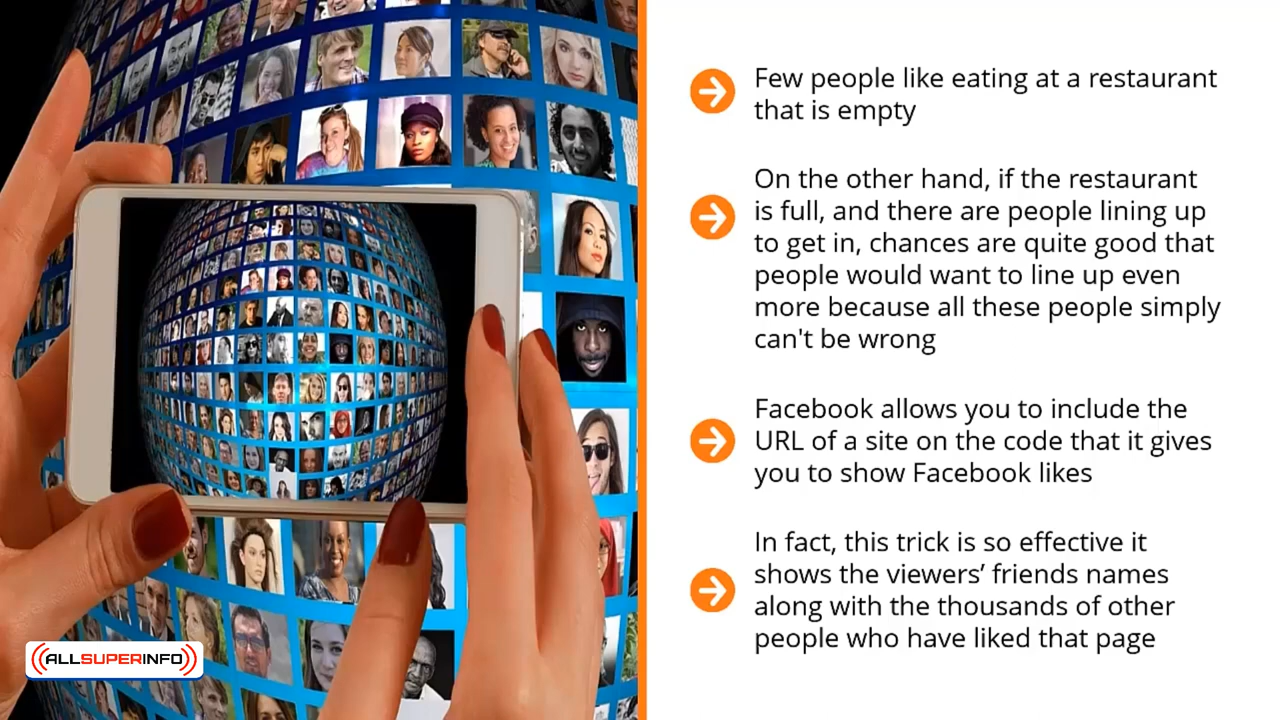 Few people like eating at a restaurant
that is empty
On the other hand, if the restaurant
is full, and there are people lining up
to get in, chances are quite good that
people would want to line up even
more because all these people simply
can't be wrong
Facebook allows you to include the
URL of a site on the code that it gives
you to show Facebook likes
In fact, this trick is so effective it
shows the viewers’ friends names
along with the thousands of other
people who have liked that page
ALLSUPERINFO